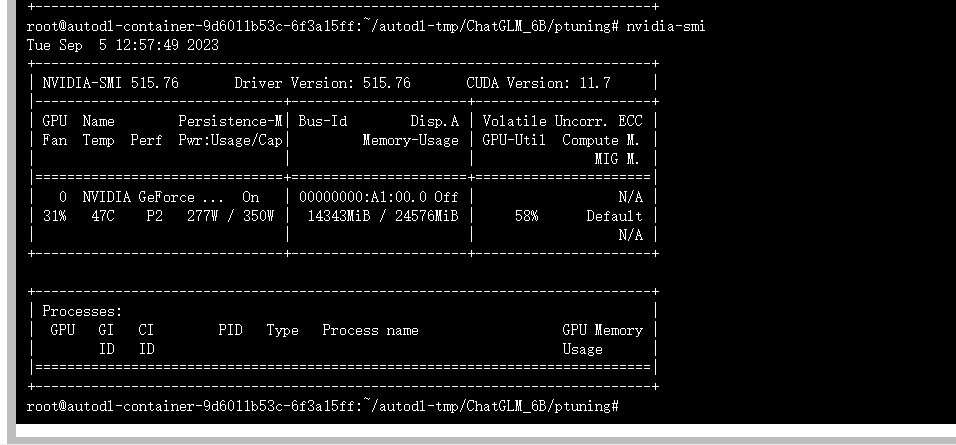 +-----------------------------------------------------------------------------+
root@autodl-container-9d6011b53c-6f3a15ff:~/autodl-tmp/ChatGLM_6B/ptuning# nvidia-smi
Tue Sep  5 12:57:49 2023
+-----------------------------------------------------------------------------+
| NVIDIA-SMI 515.76       Driver Version: 515.76       CUDA Version: 11.7     |
|-------------------------------+----------------------+----------------------+
| GPU  Name        Persistence-M| Bus-Id        Disp.A | Volatile Uncorr. ECC |
| Fan  Temp  Perf  Pwr:Usage/Cap|         Memory-Usage | GPU-Util  Compute M. |
|                               |                      |               MIG M. |
|===============================+======================+======================|
|   0  NVIDIA GeForce ...  On   | 00000000:A1:00.0 Off |                  N/A |
| 31%   47C    P2   277W / 350W |  14343MiB / 24576MiB |     58%      Default |
|                               |                      |                  N/A |
+-------------------------------+----------------------+----------------------+
+-----------------------------------------------------------------------------+
| Processes:                                                                  |
|  GPU   GI   CI        PID   Type   Process name                  GPU Memory |
|        ID   ID                                                   Usage      |
|=============================================================================|
+-----------------------------------------------------------------------------+
root@autodl-container-9d6011b53c-6f3a15ff:~/autodl-tmp/ChatGLM_6B/ptuning#